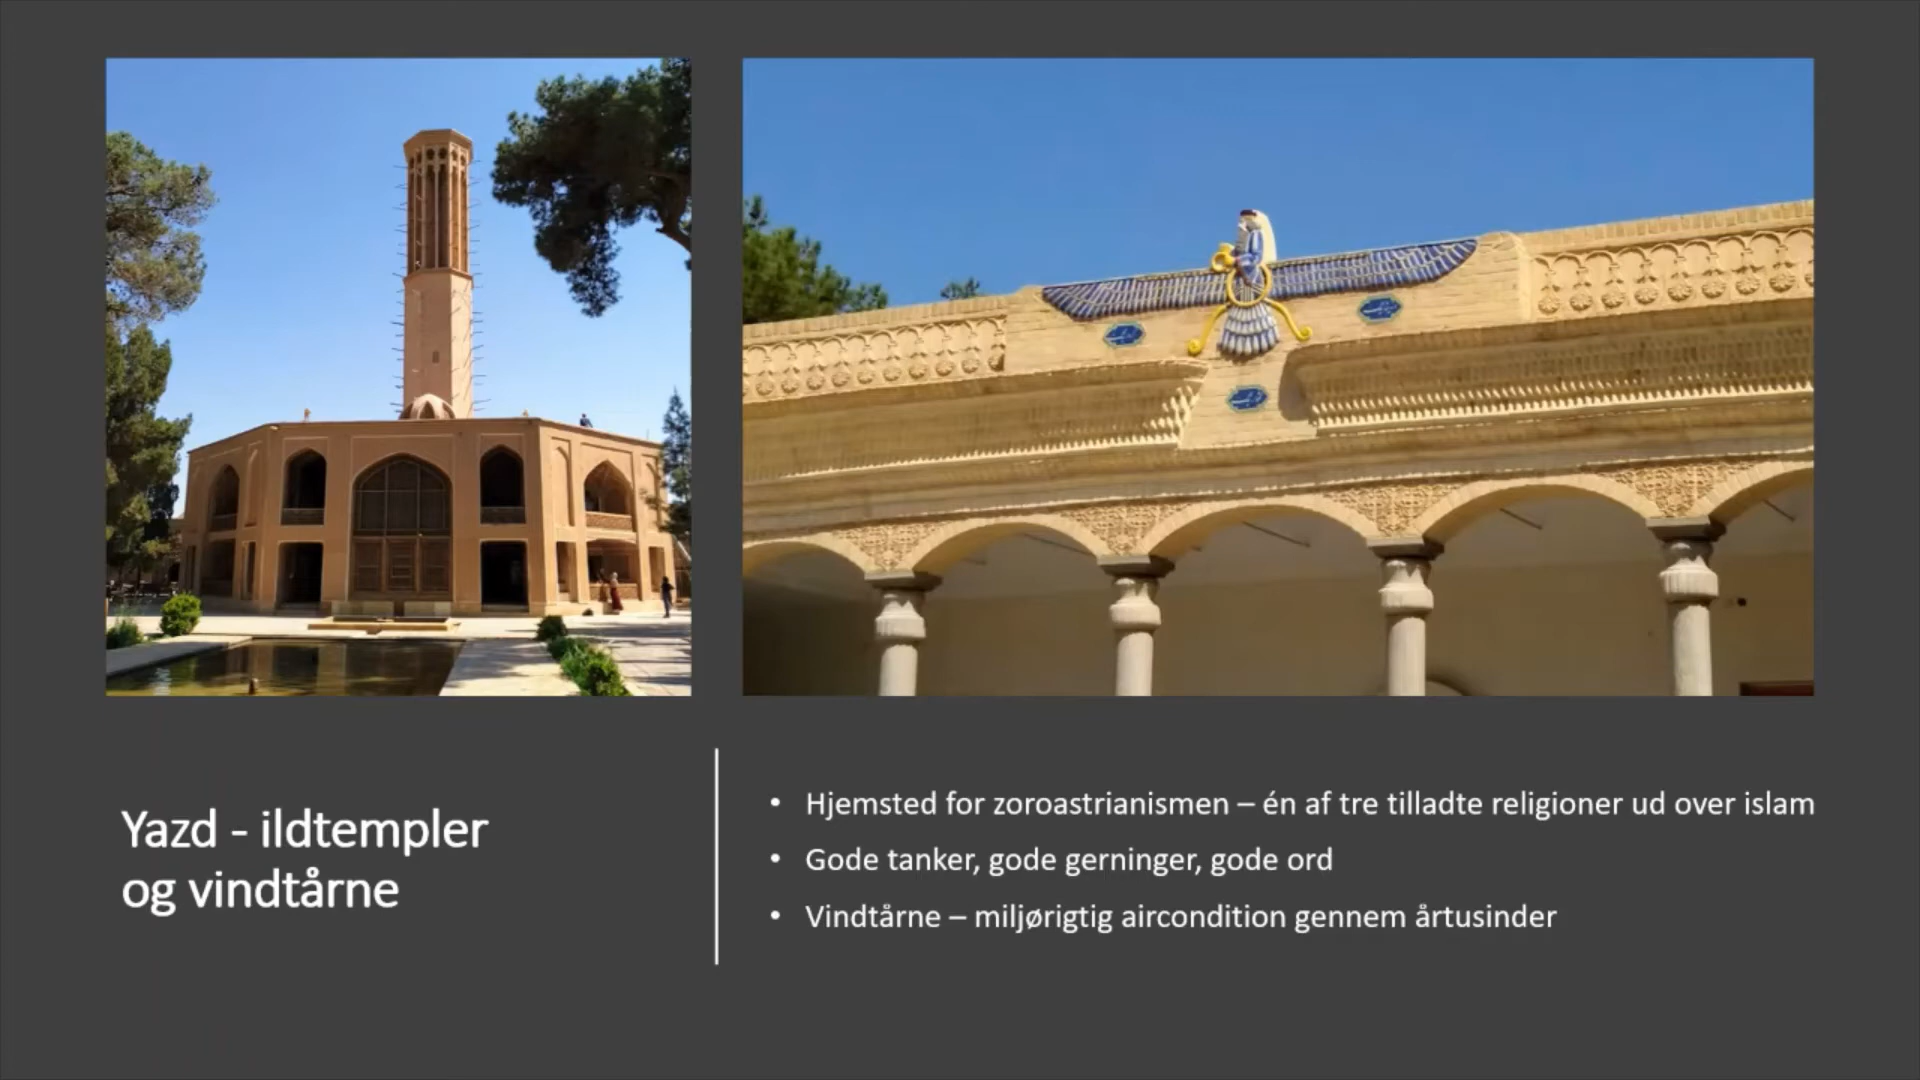 Yazd - ildtempler
og vindtårne
• Hjemsted for zoroastrianismen – én af tre tilladte religioner ud over islam
• Gode tanker, gode gerninger, gode ord
• Vindtårne – miljørigtig aircondition gennem årtusinder